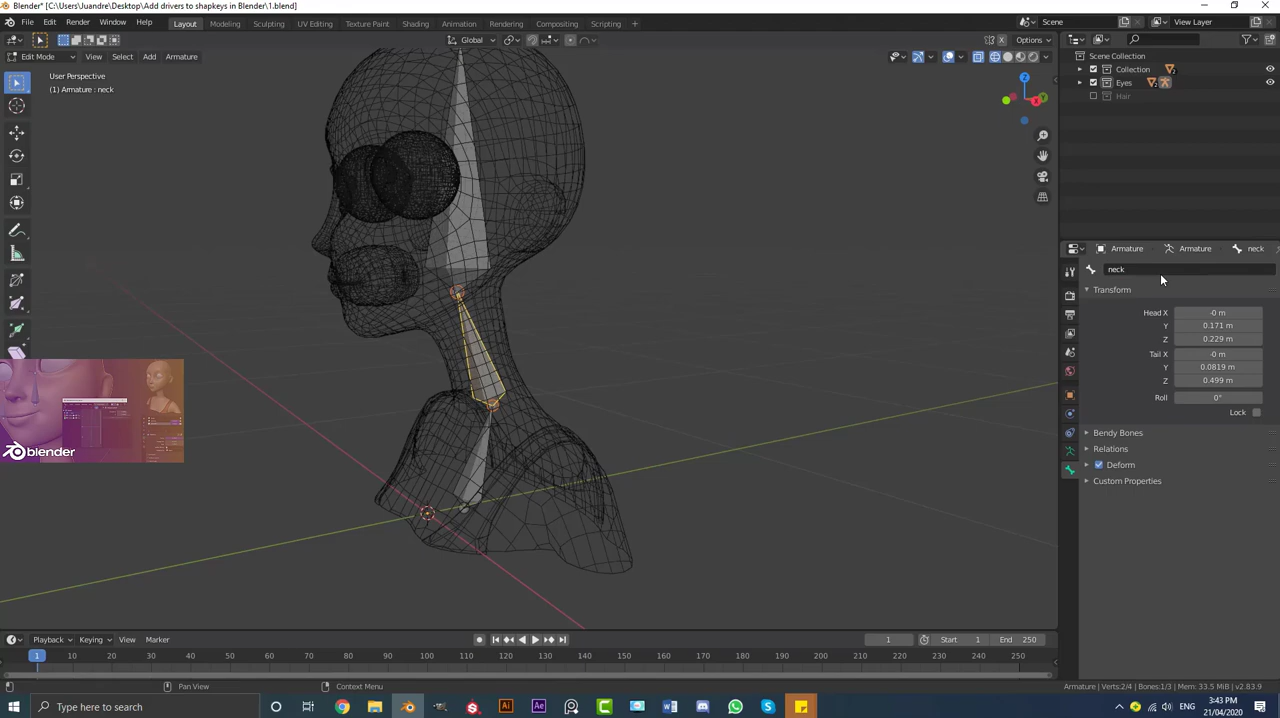 Blender* [C:\Users\Juandre\Desktop\Add drivers to shapkeys in Blender\1.blend]
File Edit Render Window Help Layout Modeling Sculpting UV Editing Texture Paint Shading Animation Rendering Compositing Scripting + Scene View Layer
Global Options
Edit Mode View Select Add Armature
User Perspective
(1) Armature : neck
Scene Collection
Collection
Eyes
Hair
Armature Armature neck
neck
Transform
Head X -0 m
Y 0.171 m
Z 0.229 m
Tail X -0 m
Y 0.0819 m
Z 0.499 m
Roll 0°
Lock
Bendy Bones
Relations
Deform
Custom Properties
blender
Playback Keying View Marker 1 Start 1 End 250
1 10 20 30 40 50 60 70 80 90 100 110 120 130 140 150 160 170 180 190 200 210 220 230 240 250
Pan View Context Menu Armature | Verts:2/4 | Bones:1/3 | Mem: 33.5 MiB | v2.83.9
Type here to search ENG 3:43 PM
21/04/2020